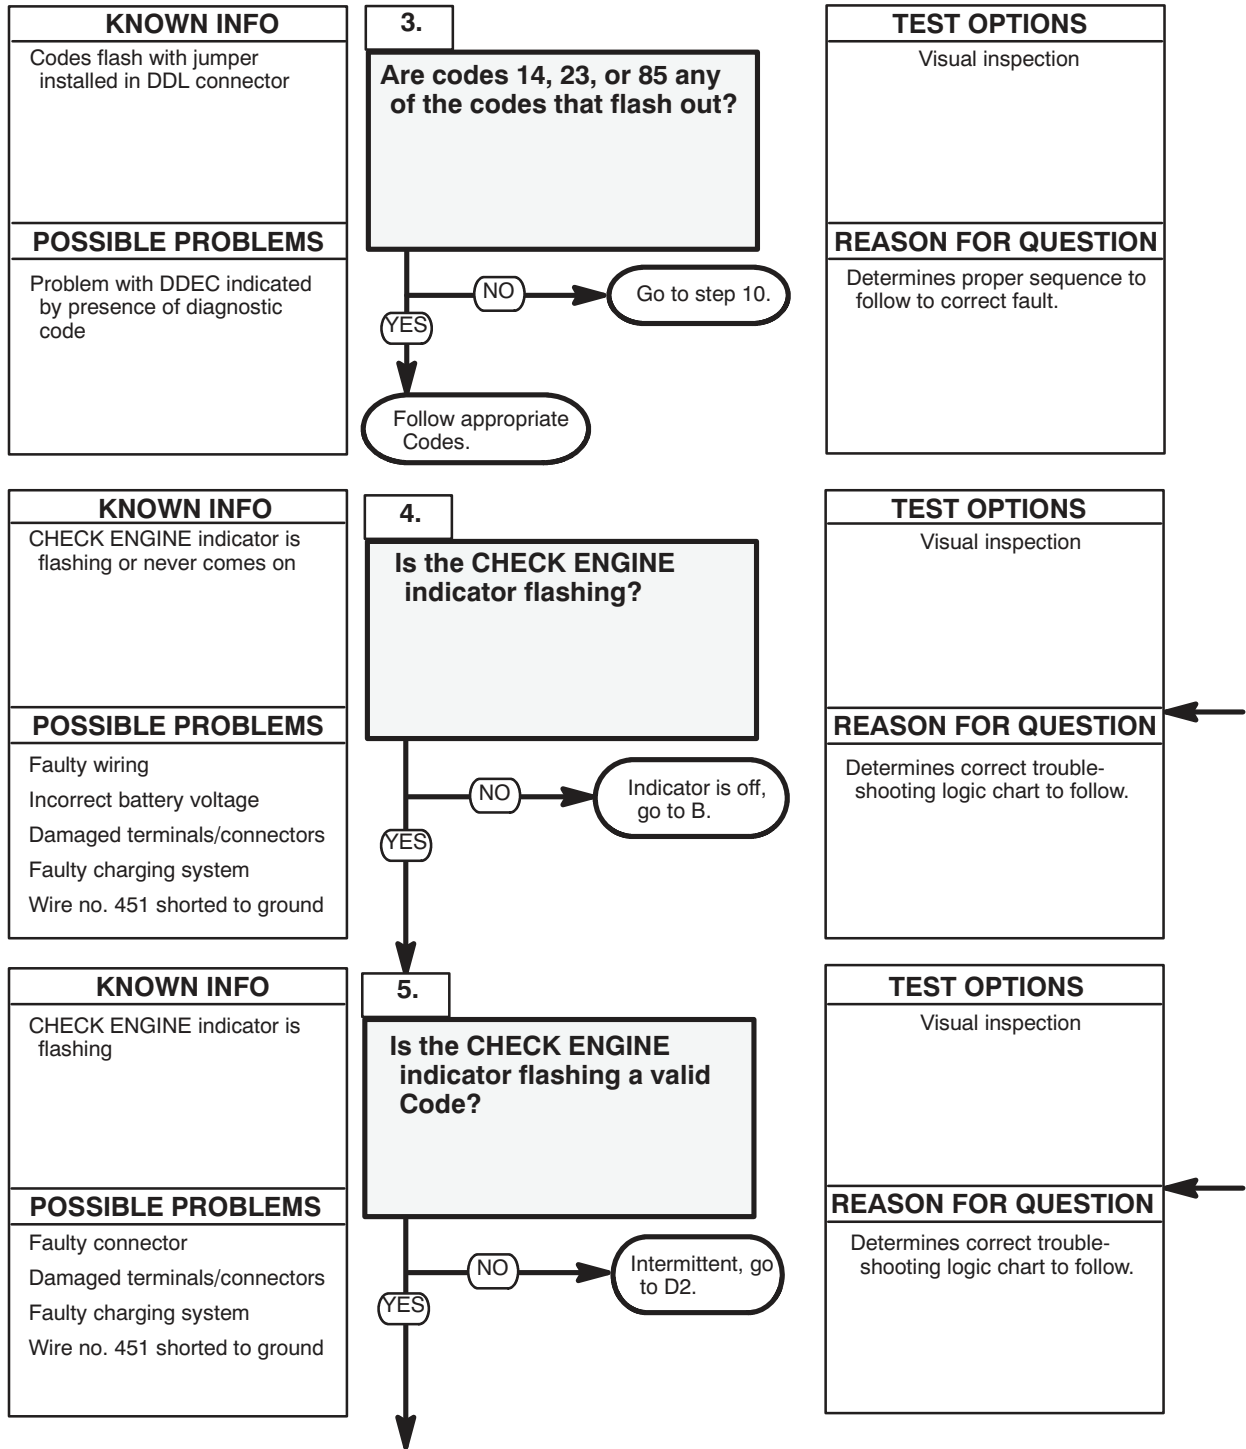 KNOWN INFO
Codes flash with jumper
installed in DDL connector
POSSIBLE PROBLEMS
Problem with DDEC indicated
by presence of diagnostic
code
3.
Are codes 14, 23, or 85 any
of the codes that flash out?
NO
Go to step 10.
YES
Follow appropriate
Codes.
TEST OPTIONS
Visual inspection
REASON FOR QUESTION
Determines proper sequence to
follow to correct fault.
KNOWN INFO
CHECK ENGINE indicator is
flashing or never comes on
POSSIBLE PROBLEMS
Faulty wiring
Incorrect battery voltage
Damaged terminals/connectors
Faulty charging system
Wire no. 451 shorted to ground
4.
Is the CHECK ENGINE
indicator flashing?
NO
Indicator is off,
go to B.
YES
TEST OPTIONS
Visual inspection
REASON FOR QUESTION
Determines correct trouble-
shooting logic chart to follow.
KNOWN INFO
CHECK ENGINE indicator is
flashing
POSSIBLE PROBLEMS
Faulty connector
Damaged terminals/connectors
Faulty charging system
Wire no. 451 shorted to ground
5.
Is the CHECK ENGINE
indicator flashing a valid
Code?
NO
Intermittent, go
to D2.
YES
TEST OPTIONS
Visual inspection
REASON FOR QUESTION
Determines correct trouble-
shooting logic chart to follow.